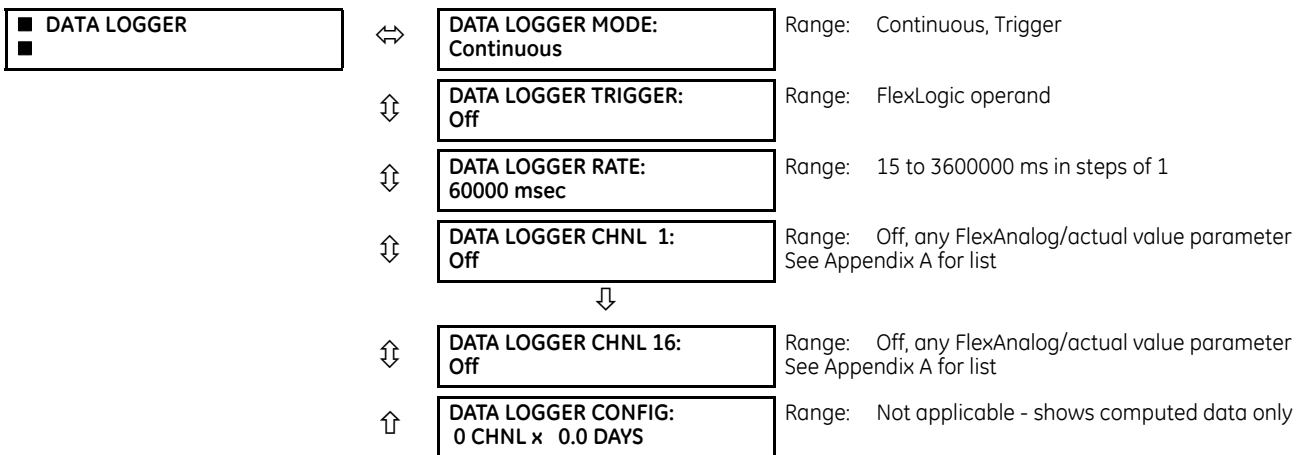 ■ DATA LOGGER
■
DATA LOGGER MODE:
Continuous
Range: Continuous, Trigger
DATA LOGGER TRIGGER:
Off
Range: FlexLogic operand
DATA LOGGER RATE:
60000 msec
Range: 15 to 3600000 ms in steps of 1
DATA LOGGER CHNL 1:
Off
Range: Off, any FlexAnalog/actual value parameter
See Appendix A for list
DATA LOGGER CHNL 16:
Off
Range: Off, any FlexAnalog/actual value parameter
See Appendix A for list
DATA LOGGER CONFIG:
0 CHNL x 0.0 DAYS
Range: Not applicable - shows computed data only